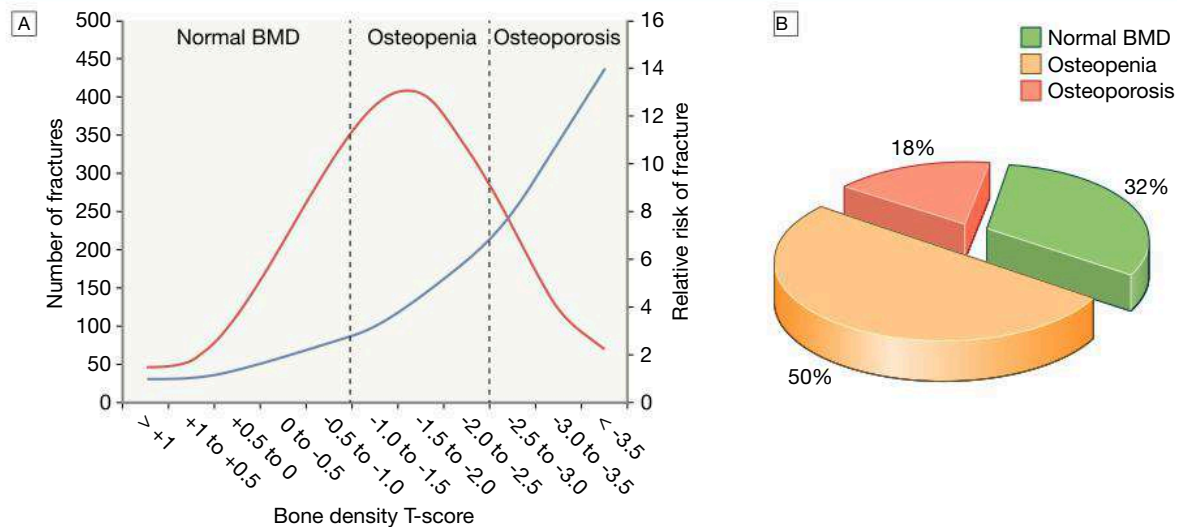 A
500
450
400
350
300
250
200
150
100
50
0
Number of fractures
Normal BMD
Osteopenia
Osteoporosis
16
14
12
10
8
6
4
2
0
Relative risk of fracture
> +1
+1 to +0.5
+0.5 to 0
0 to -0.5
-0.5 to -1.0
-1.0 to -1.5
-1.5 to -2.0
-2.0 to -2.5
-2.5 to -3.0
-3.0 to -3.5
< -3.5
Bone density T-score
B
Normal BMD
Osteopenia
Osteoporosis
18%
32%
50%